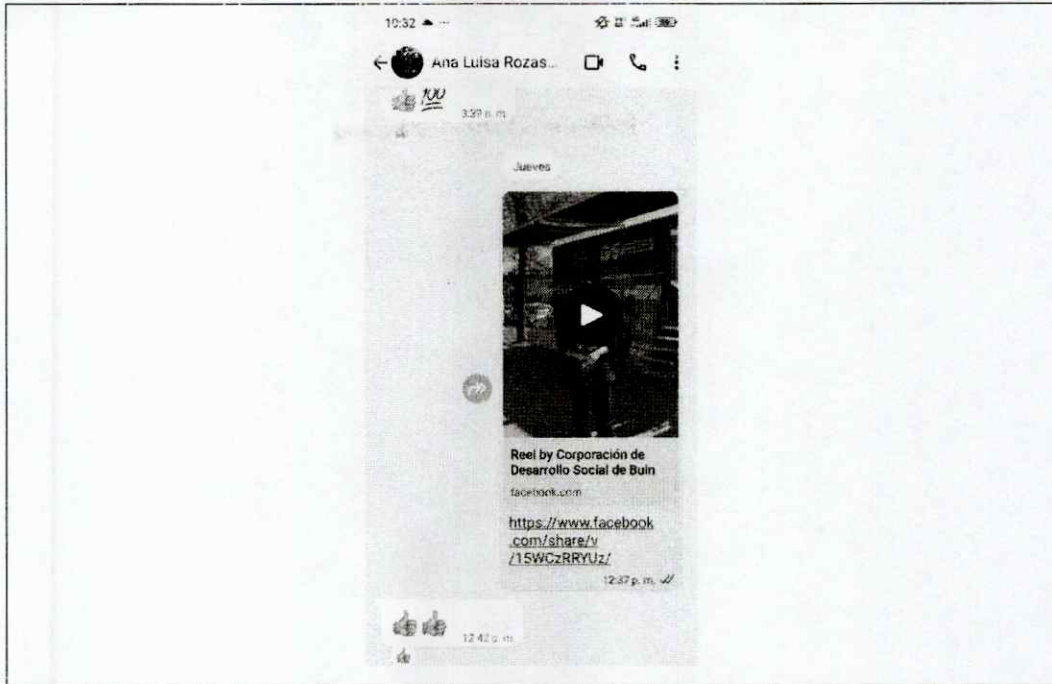 10:32
Ana Luisa Rozas...
3:39 p. m.
Jueves
Reel by Corporación de
Desarrollo Social de Buin
facebook.com
https://www.facebook
.com/share/v
/15WCzRRYUz/
12:37 p. m.
12:42 p. m.